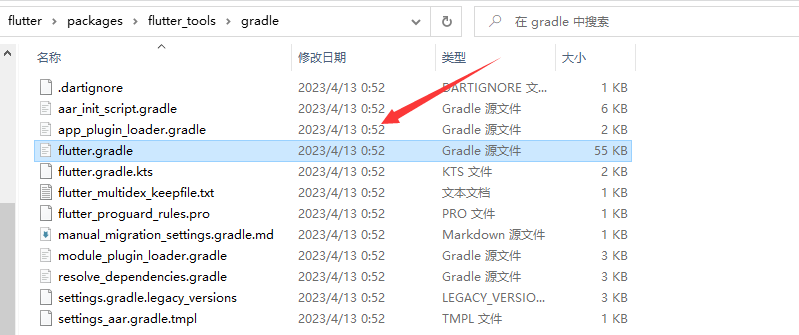 flutter › packages › flutter_tools › gradle
在 gradle 中搜索
名称 修改日期 类型 大小
.dartignore 2023/4/13 0:52 DARTIGNORE 文... 1 KB
aar_init_script.gradle 2023/4/13 0:52 Gradle 源文件 6 KB
app_plugin_loader.gradle 2023/4/13 0:52 Gradle 源文件 2 KB
flutter.gradle 2023/4/13 0:52 Gradle 源文件 55 KB
flutter.gradle.kts 2023/4/13 0:52 KTS 文件 2 KB
flutter_multidex_keepfile.txt 2023/4/13 0:52 文本文档 1 KB
flutter_proguard_rules.pro 2023/4/13 0:52 PRO 文件 1 KB
manual_migration_settings.gradle.md 2023/4/13 0:52 Markdown 源文件 1 KB
module_plugin_loader.gradle 2023/4/13 0:52 Gradle 源文件 3 KB
resolve_dependencies.gradle 2023/4/13 0:52 Gradle 源文件 3 KB
settings.gradle.legacy_versions 2023/4/13 0:52 LEGACY_VERSIO... 3 KB
settings_aar.gradle.tmpl 2023/4/13 0:52 TMPL 文件 1 KB